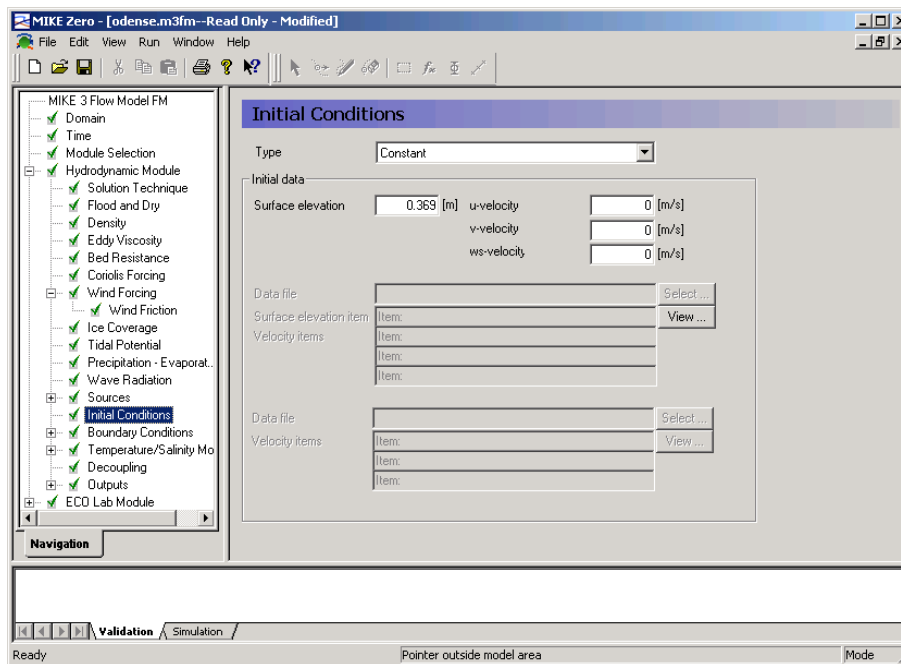 MIKE Zero - [odense.m3fm--Read Only - Modified]
File Edit View Run Window Help
MIKE 3 Flow Model FM
Domain
Time
Module Selection
Hydrodynamic Module
Solution Technique
Flood and Dry
Density
Eddy Viscosity
Bed Resistance
Coriolis Forcing
Wind Forcing
Wind Friction
Ice Coverage
Tidal Potential
Precipitation - Evaporat..
Wave Radiation
Sources
Initial Conditions
Boundary Conditions
Temperature/Salinity Mo
Decoupling
Outputs
ECO Lab Module
Navigation
Initial Conditions
Type Constant
Initial data
Surface elevation 0.369 [m] u-velocity 0 [m/s]
v-velocity 0 [m/s]
ws-velocity 0 [m/s]
Data file Select ...
Surface elevation item Item: View ...
Velocity items Item:
Item:
Item:
Data file Select ...
Velocity items Item: View ...
Item:
Item:
Validation Simulation
Ready Pointer outside model area Mode